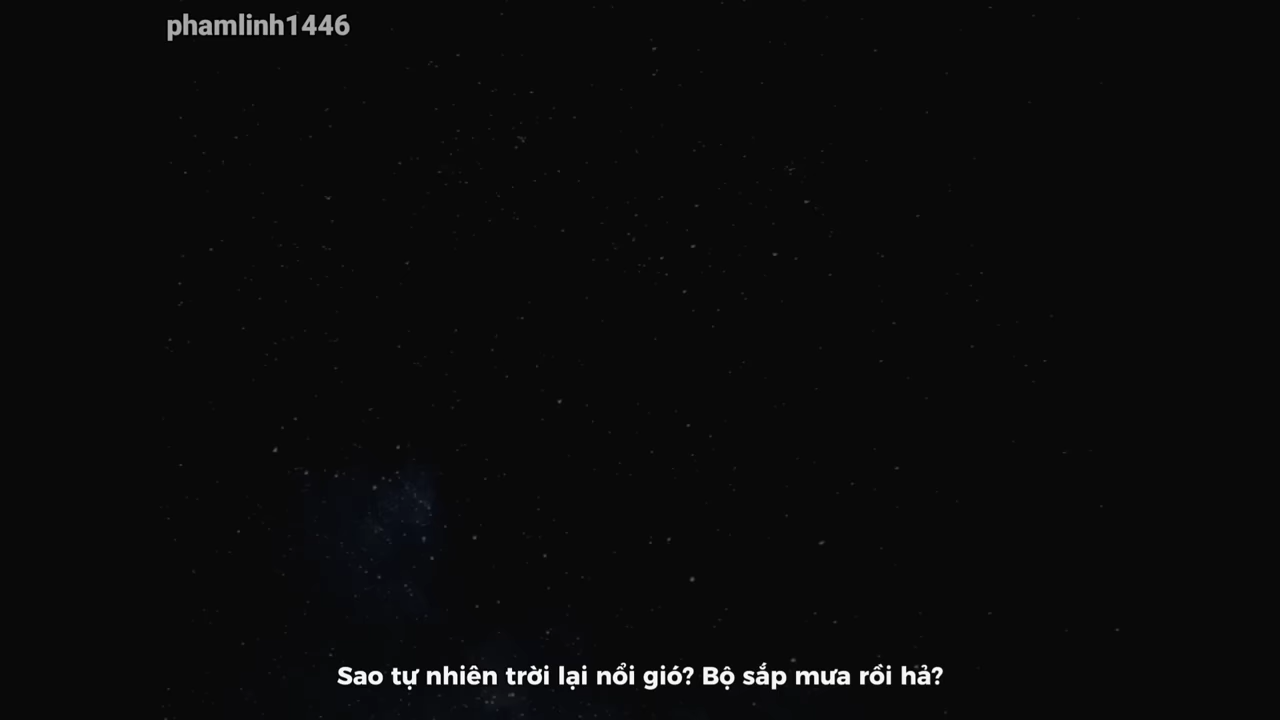 phamlinh1446
Sao tự nhiên trời lại nổi gió? Bộ sắp mưa rồi hả?